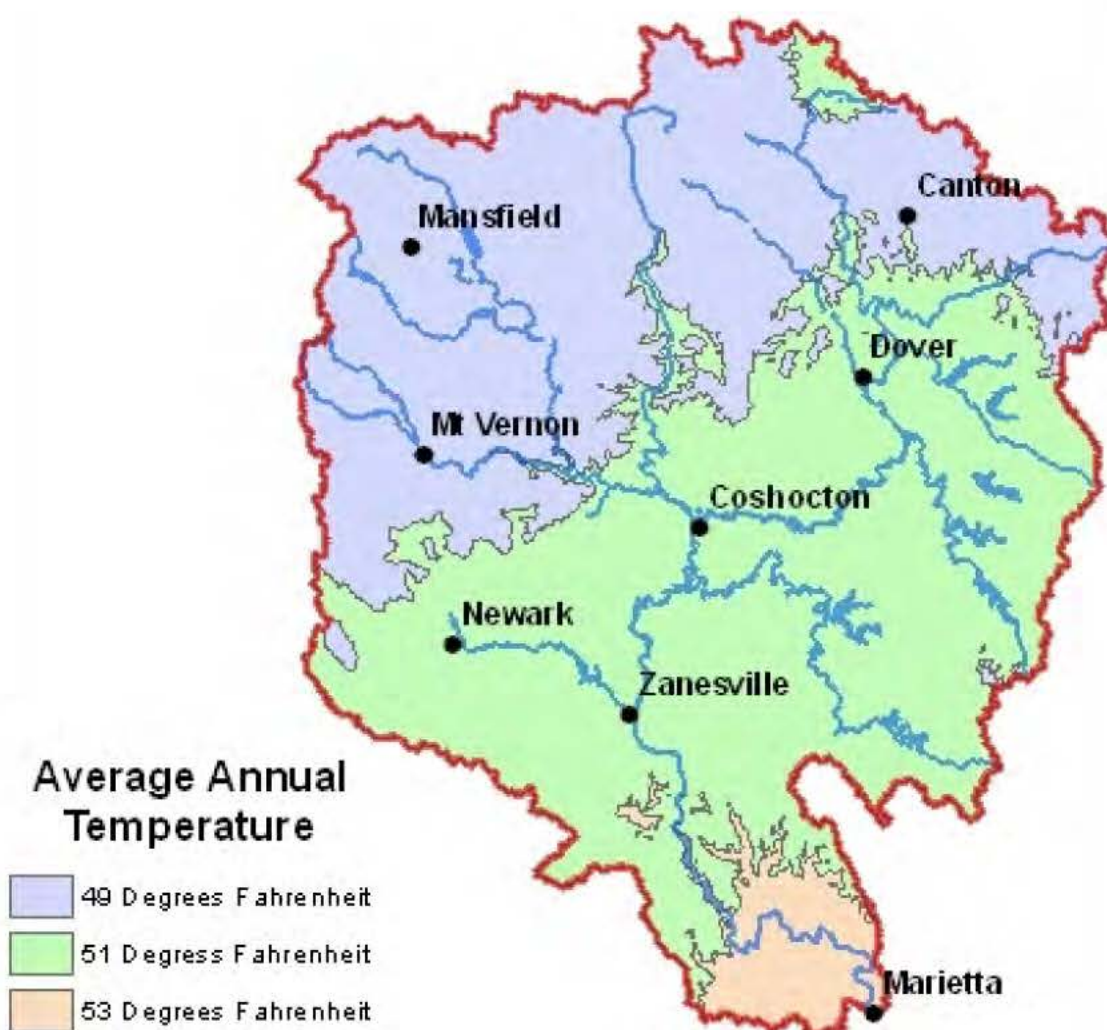 Canton
Mansfield
Dover
Mt Vernon
Coshocton
Newark
Zanesville
Average Annual
Temperature
49 Degrees Fahrenheit
51 Degress Fahrenheit
53 Degrees Fahrenheit
Marietta